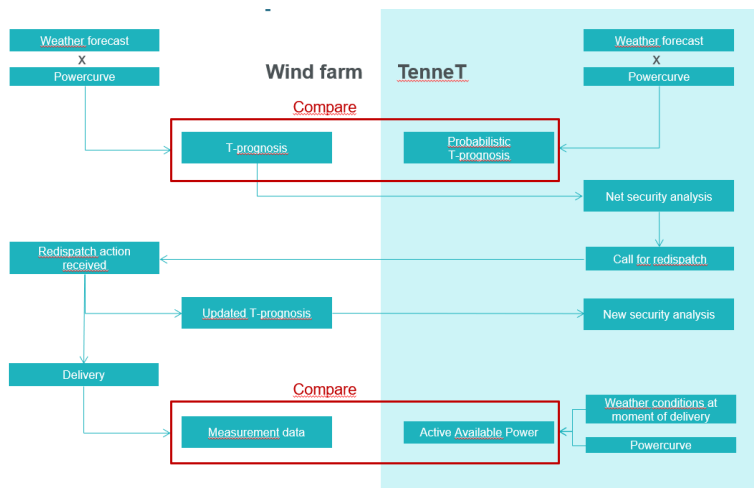 Weather forecast
X
Powercurve
Weather forecast
X
Powercurve
Wind farm
TenneT
Compare
T-prognosis
Probabilistic
T-prognosis
Net security analysis
Redispatch action
received
Call for redispatch
Updated T-prognosis
New security analysis
Delivery
Compare
Measurement data
Active Available Power
Weather conditions at
moment of delivery
Powercurve